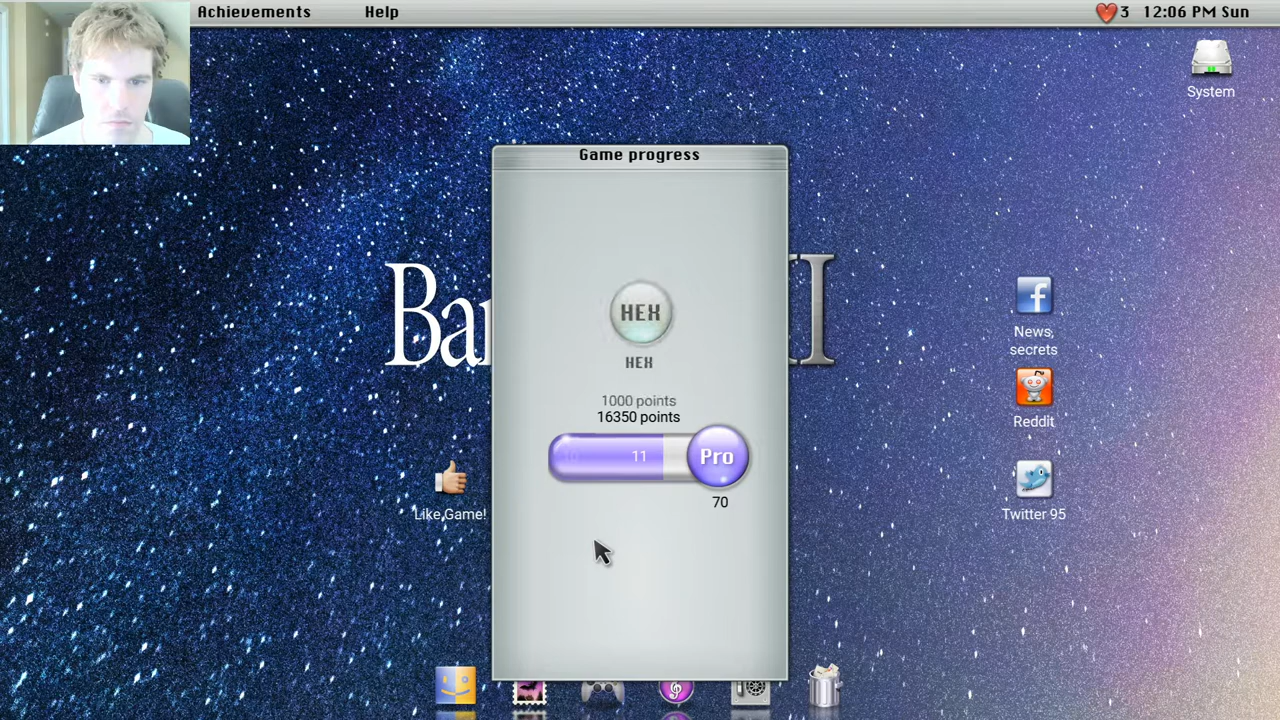 Achievements Help 3 12:06 PM Sun
System
Game progress
HEX
HEX
1000 points
16350 points
11
Pro
70
Like Game!
News,
secrets
Reddit
Twitter 95